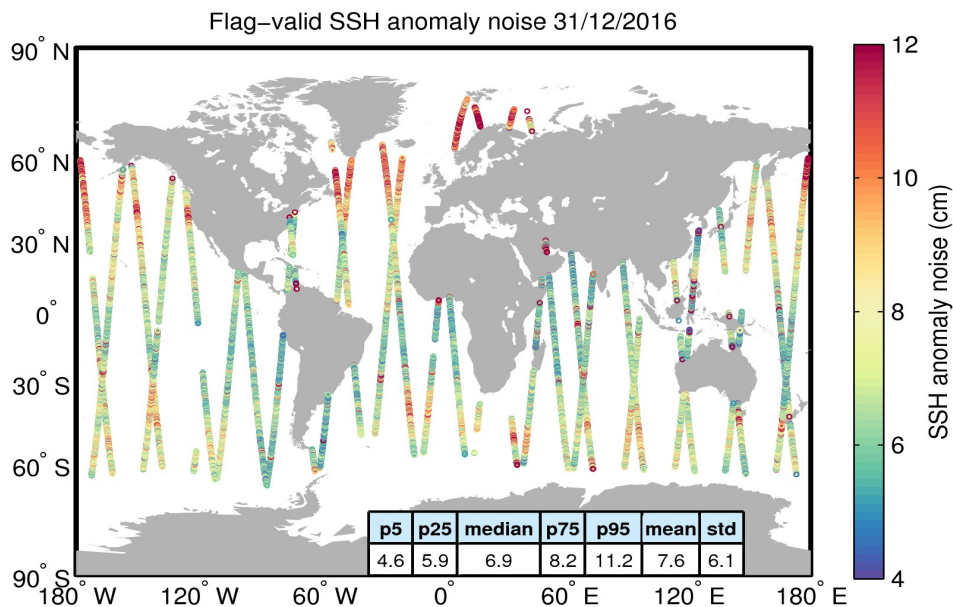 Flag−valid SSH anomaly noise 31/12/2016
90° N
60° N
30° N
0°
30° S
60° S
90° S
180° W 120° W 60° W 0° 60° E 120° E 180° E
p5 p25 median p75 p95 mean std
4.6 5.9 6.9 8.2 11.2 7.6 6.1
12
10
8
6
4
SSH anomaly noise (cm)